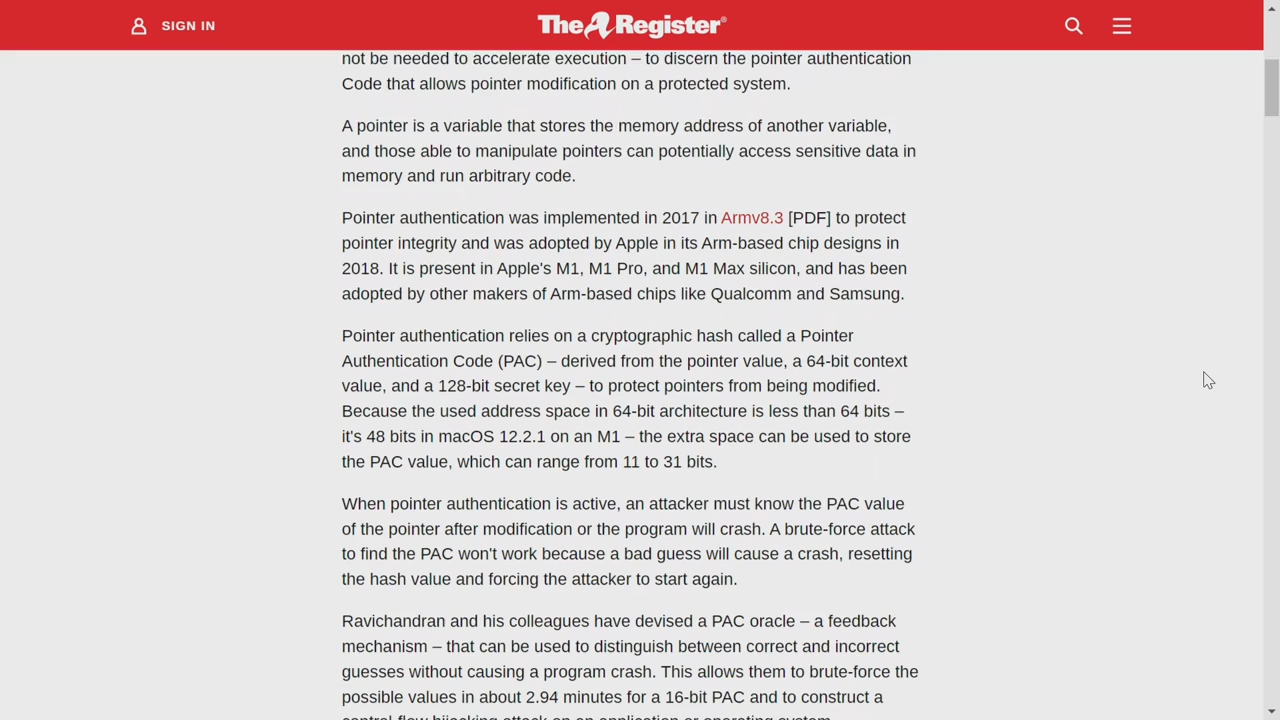 SIGN IN
The Register®
not be needed to accelerate execution – to discern the pointer authentication
Code that allows pointer modification on a protected system.
A pointer is a variable that stores the memory address of another variable,
and those able to manipulate pointers can potentially access sensitive data in
memory and run arbitrary code.
Pointer authentication was implemented in 2017 in Armv8.3 [PDF] to protect
pointer integrity and was adopted by Apple in its Arm-based chip designs in
2018. It is present in Apple's M1, M1 Pro, and M1 Max silicon, and has been
adopted by other makers of Arm-based chips like Qualcomm and Samsung.
Pointer authentication relies on a cryptographic hash called a Pointer
Authentication Code (PAC) – derived from the pointer value, a 64-bit context
value, and a 128-bit secret key – to protect pointers from being modified.
Because the used address space in 64-bit architecture is less than 64 bits –
it's 48 bits in macOS 12.2.1 on an M1 – the extra space can be used to store
the PAC value, which can range from 11 to 31 bits.
When pointer authentication is active, an attacker must know the PAC value
of the pointer after modification or the program will crash. A brute-force attack
to find the PAC won't work because a bad guess will cause a crash, resetting
the hash value and forcing the attacker to start again.
Ravichandran and his colleagues have devised a PAC oracle – a feedback
mechanism – that can be used to distinguish between correct and incorrect
guesses without causing a program crash. This allows them to brute-force the
possible values in about 2.94 minutes for a 16-bit PAC and to construct a
control-flow hijacking attack on an application or operating system.